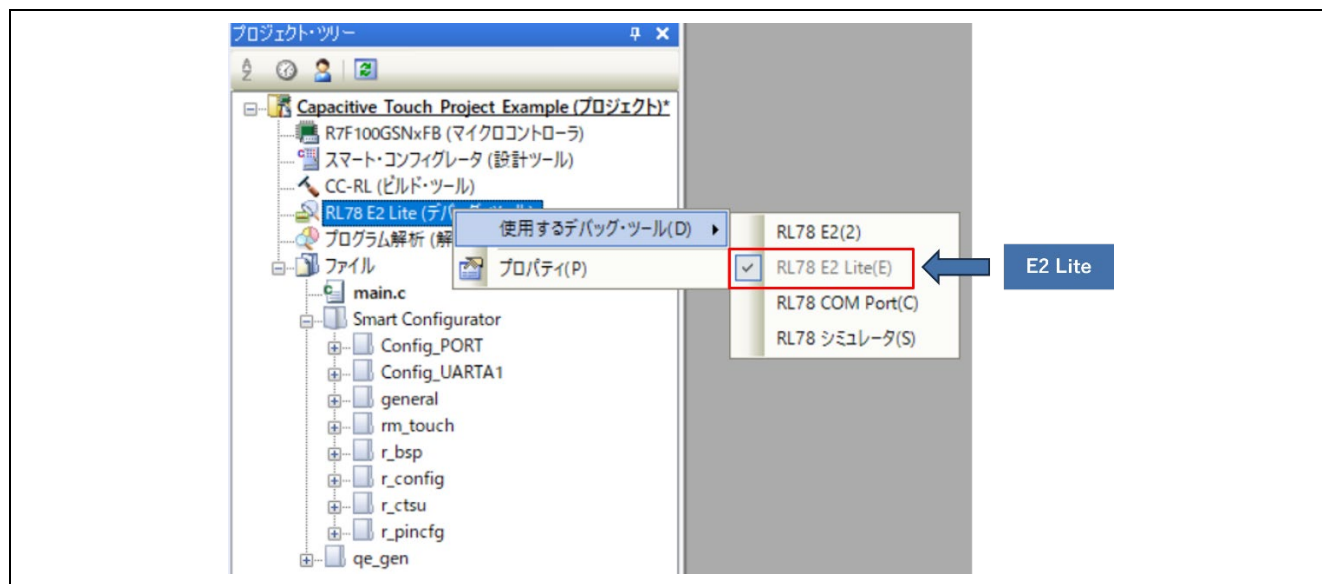 プロジェクト・ツリー
Capacitive_Touch_Project_Example (プロジェクト)*
R7F100GSNxFB (マイクロコントローラ)
スマート・コンフィグレータ (設計ツール)
CC-RL (ビルド・ツール)
RL78 E2 Lite (デバ
プログラム解析 (解
ファイル
main.c
Smart Configurator
Config_PORT
Config_UARTA1
general
rm_touch
r_bsp
r_config
r_ctsu
r_pincfg
qe_gen
使用するデバッグ・ツール(D)
プロパティ(P)
RL78 E2(2)
RL78 E2 Lite(E)
RL78 COM Port(C)
RL78 シミュレータ(S)
E2 Lite